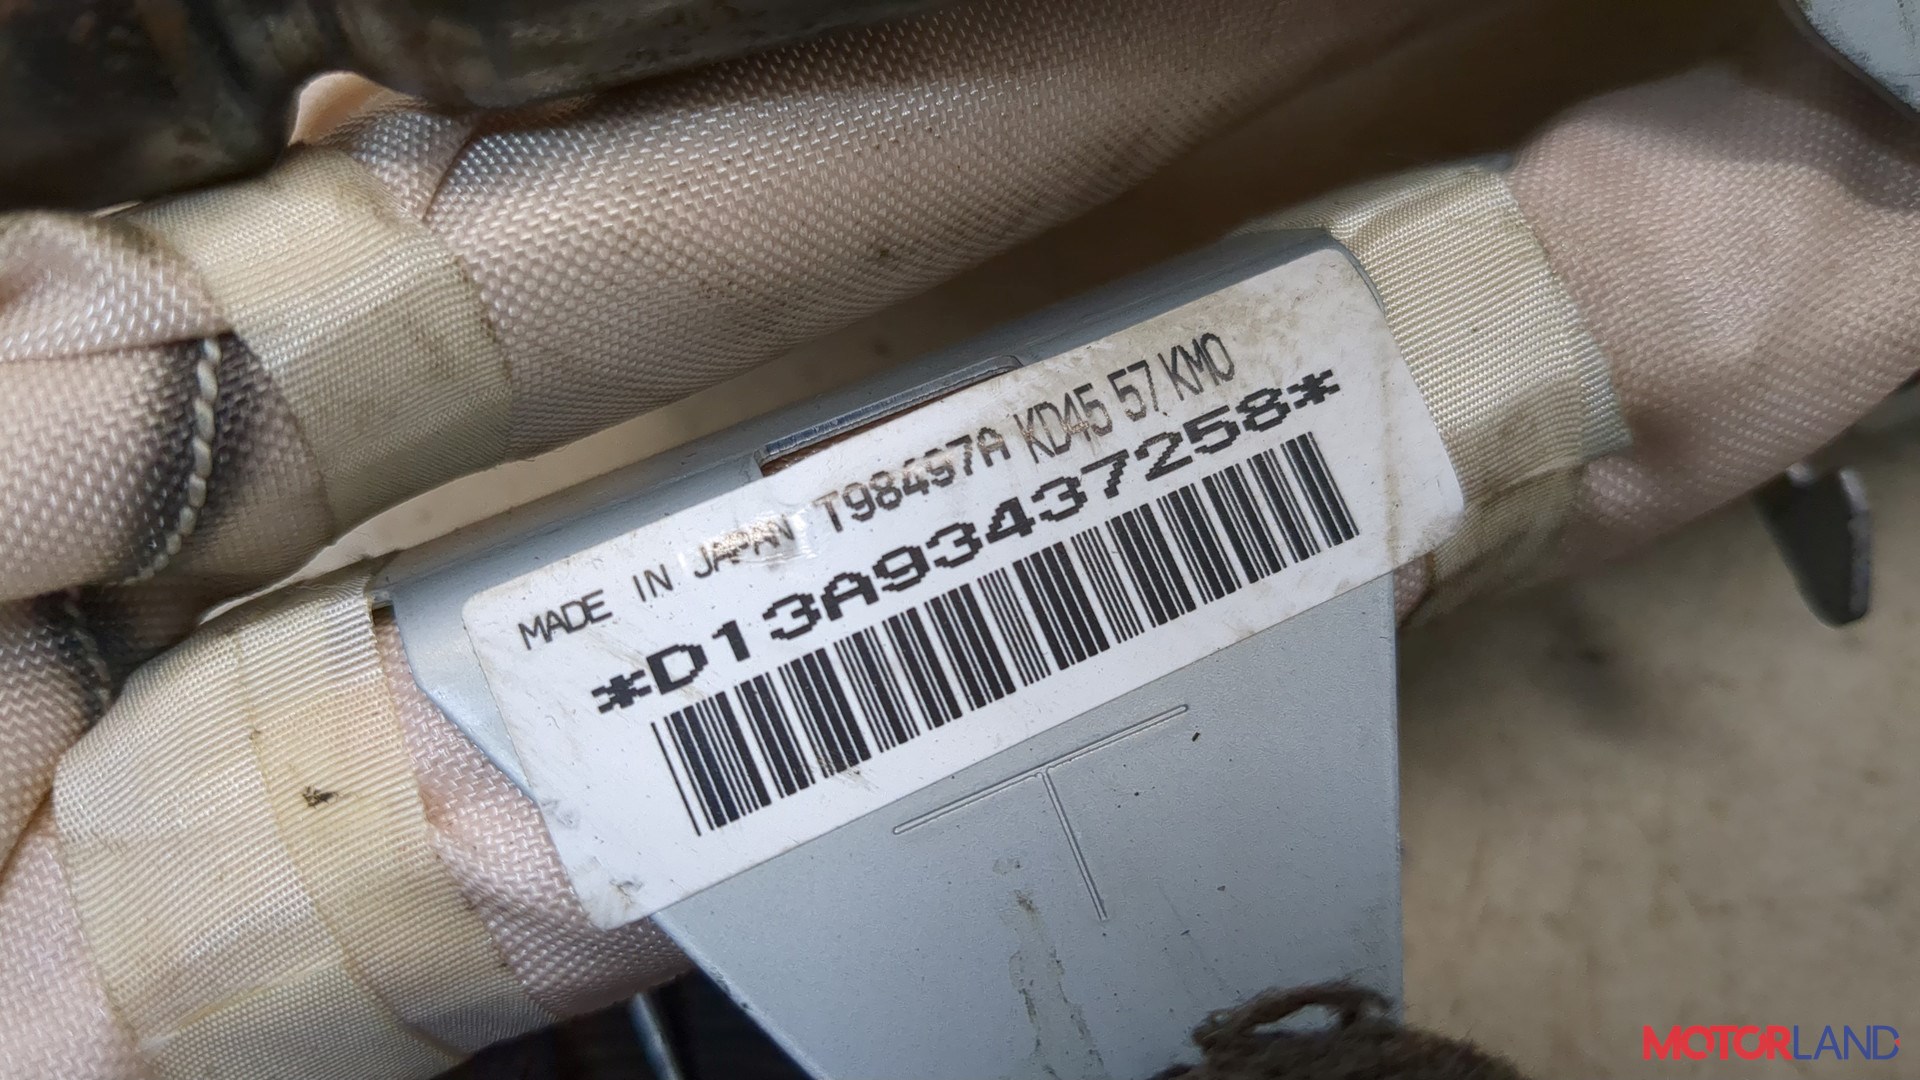 MADE IN JAPAN T98497A KD45 57 KM0
*D13A93437258*
MOTORLAND